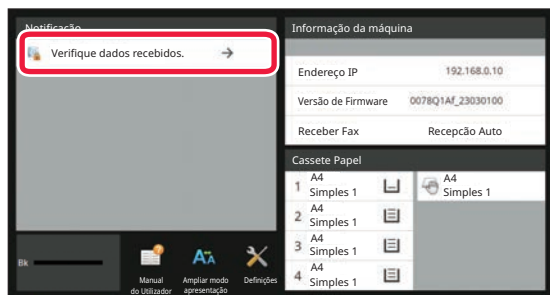 Notificação
Verifique dados recebidos.
Informação da máquina
Endereço IP 192.168.0.10
Versão de Firmware 0078Q1Af_23030100
Receber Fax Recepcão Auto
Cassete Papel
1 A4 Simples 1
A4 Simples 1
2 A4 Simples 1
3 A4 Simples 1
4 A4 Simples 1
Bk
Manual do Utilizador
Ampliar modo apresentação
Definições